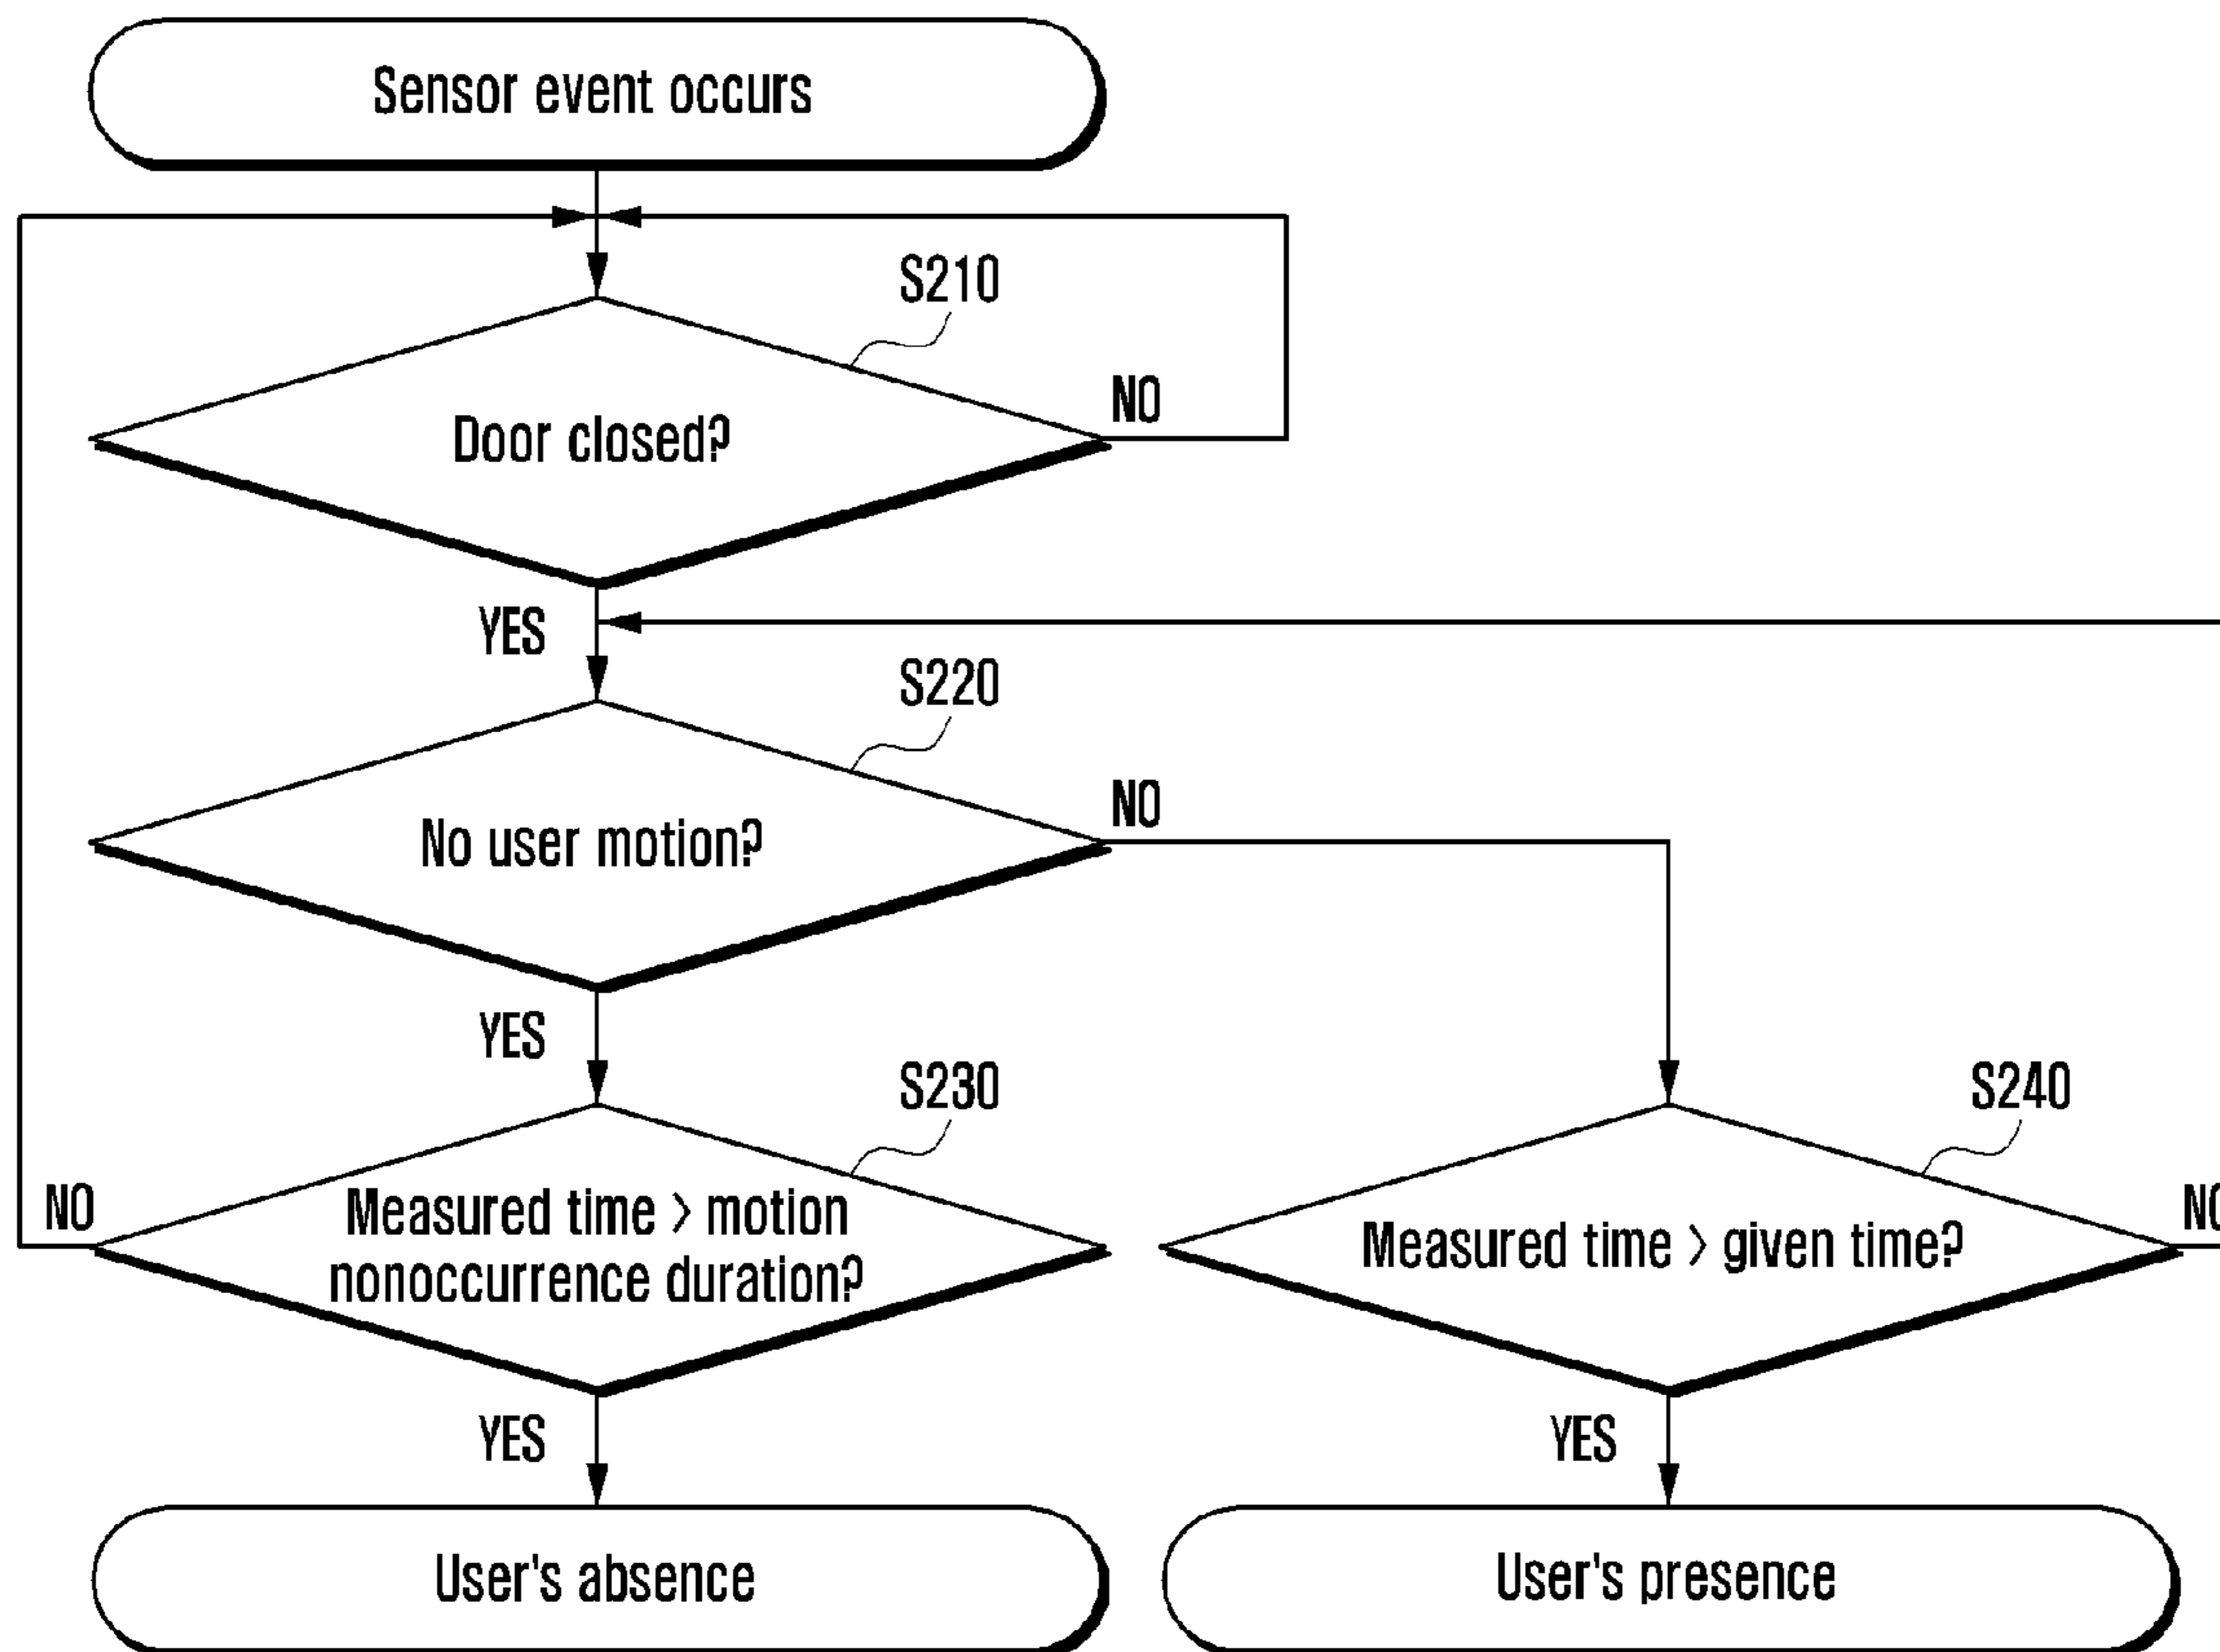 Sensor event occurs
S210
NO
Door closed?
YES
S220
NO
No user motion?
YES
S230
S240
NO
Measured time > motion
nonoccurrence duration?
Measured time > given time?
YES
YES
User's absence
User's presence